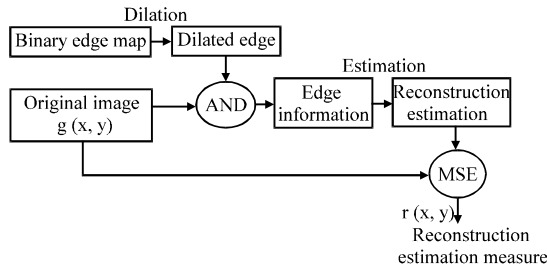 Dilation
Binary edge map
Dilated edge
Estimation
Original image
g (x, y)
AND
Edge
information
Reconstruction
estimation
MSE
r (x, y)
Reconstruction
estimation measure